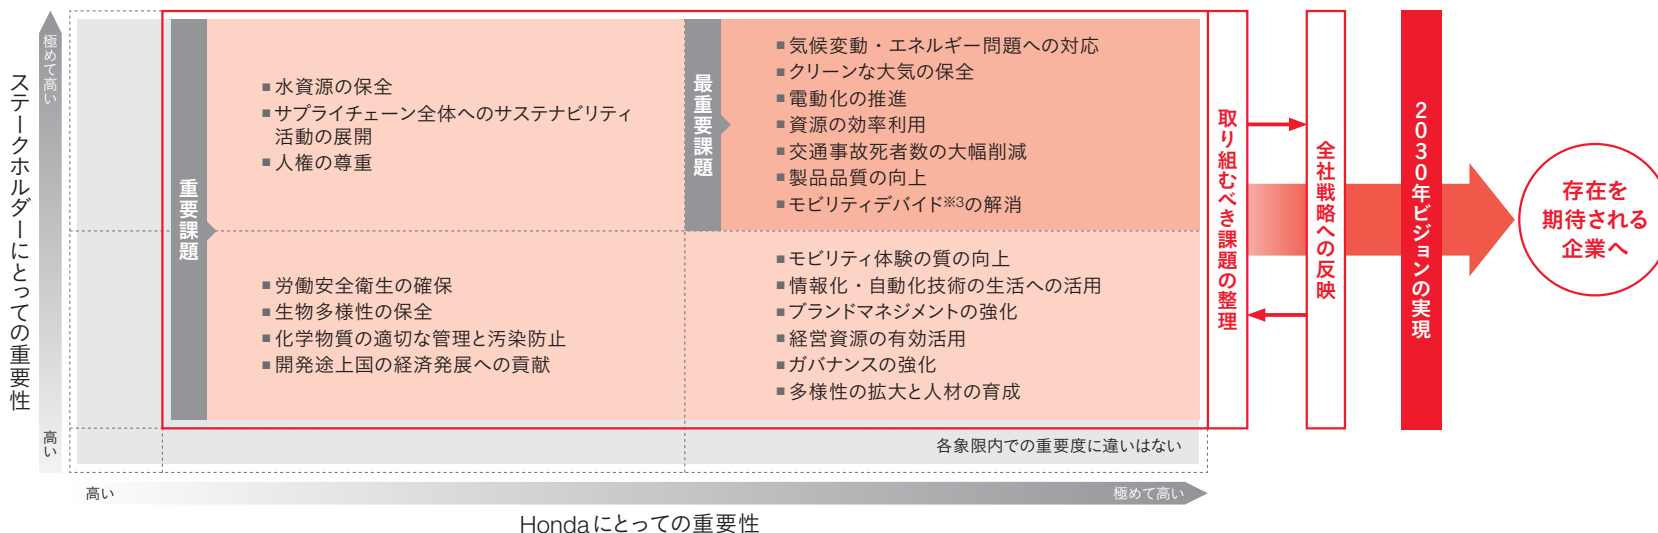 ステークホルダーにとっての重要性
極めて高い
高い
重要課題
■水資源の保全
■サプライチェーン全体へのサステナビリティ
活動の展開
■人権の尊重
最重要課題
■気候変動・エネルギー問題への対応
■クリーンな大気の保全
■電動化の推進
■資源の効率利用
■交通事故死者数の大幅削減
■製品品質の向上
■モビリティデバイド※3の解消
■労働安全衛生の確保
■生物多様性の保全
■化学物質の適切な管理と汚染防止
■開発途上国の経済発展への貢献
■モビリティ体験の質の向上
■情報化・自動化技術の生活への活用
■ブランドマネジメントの強化
■経営資源の有効活用
■ガバナンスの強化
■多様性の拡大と人材の育成
各象限内での重要度に違いはない
高い
極めて高い
Hondaにとっての重要性
取り組むべき課題の整理
全社戦略への反映
2030年ビジョンの実現
存在を
期待される
企業へ